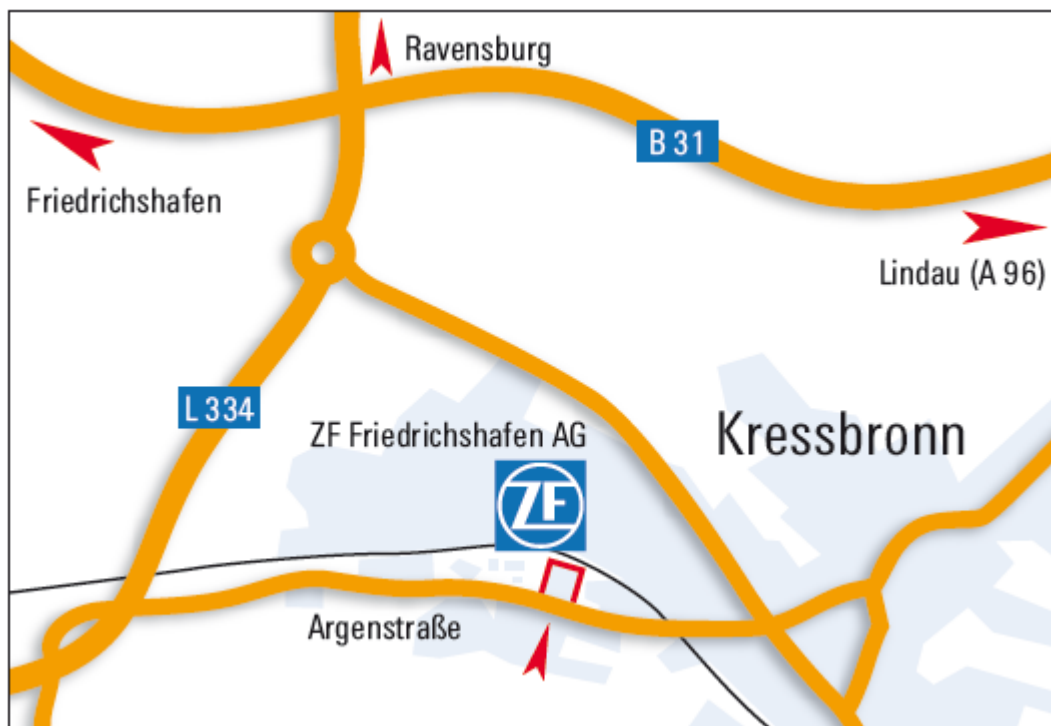 Ravensburg
B 31
Friedrichshafen
Lindau (A 96)
L 334
ZF Friedrichshafen AG
Kressbronn
ZF
Argenstraße